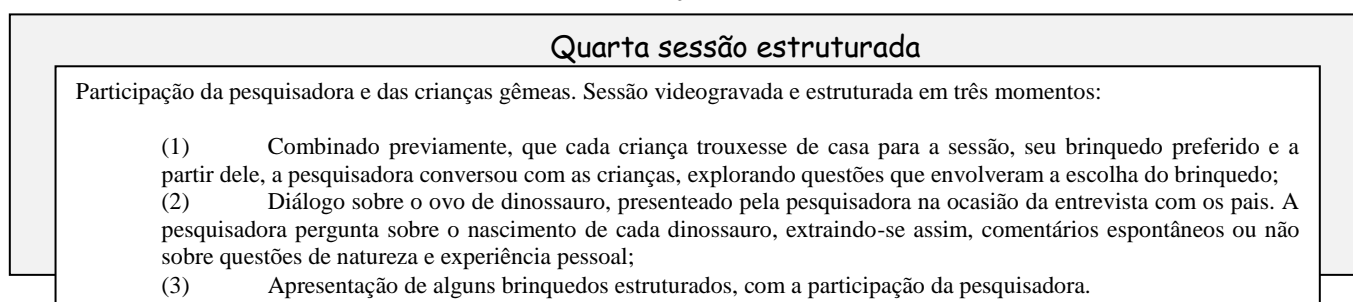 Quarta sessão estruturada
Participação da pesquisadora e das crianças gêmeas. Sessão videogravada e estruturada em três momentos:
(1) Combinado previamente, que cada criança trouxesse de casa para a sessão, seu brinquedo preferido e a
partir dele, a pesquisadora conversou com as crianças, explorando questões que envolveram a escolha do brinquedo;
(2) Diálogo sobre o ovo de dinossauro, presenteado pela pesquisadora na ocasião da entrevista com os pais. A
pesquisadora pergunta sobre o nascimento de cada dinossauro, extraindo-se assim, comentários espontâneos ou não
sobre questões de natureza e experiência pessoal;
(3) Apresentação de alguns brinquedos estruturados, com a participação da pesquisadora.